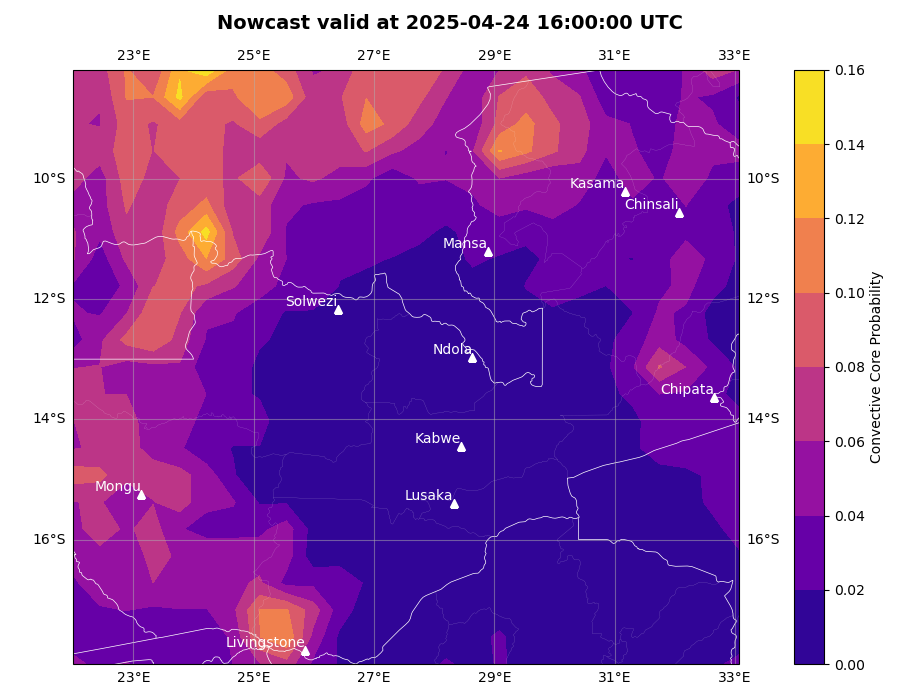 Nowcast valid at 2025-04-24 16:00:00 UTC
23°E 25°E 27°E 29°E 31°E 33°E
0.16
0.14
10°S Kasama 10°S
Chinsali
0.12
Mansa
0.10
12°S Solwezi 12°S
Ndola
0.08
Chipata
14°S 14°S
Kabwe
0.06
Mongu
Lusaka
0.04
16°S 16°S
0.02
Livingstone
0.00
23°E 25°E 27°E 29°E 31°E 33°E
Convective Core Probability